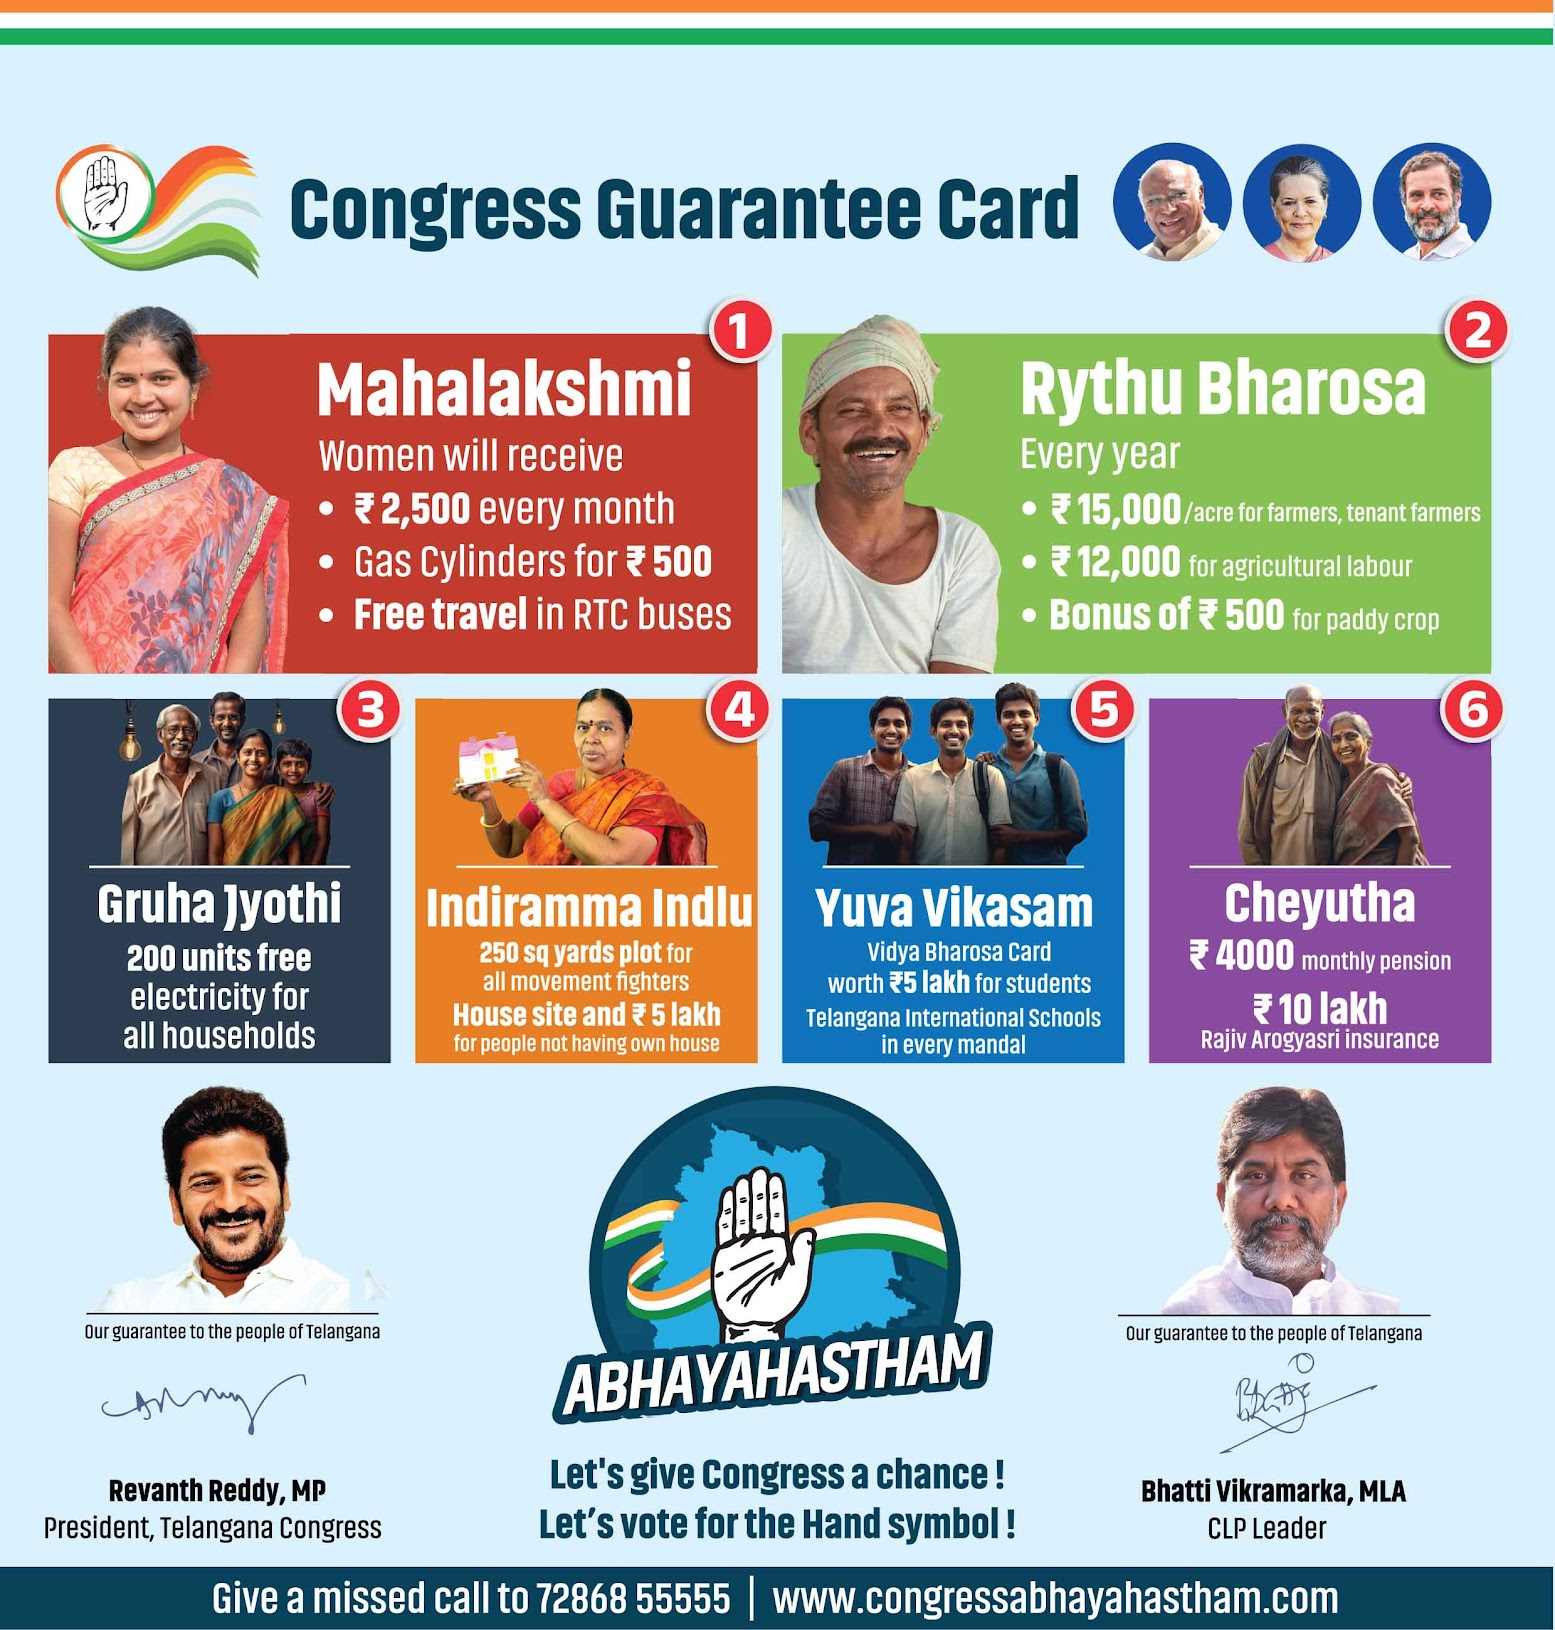 Congress Guarantee Card
1
Mahalakshmi
Women will receive
• ₹ 2,500 every month
• Gas Cylinders for ₹ 500
• Free travel in RTC buses
2
Rythu Bharosa
Every year
• ₹ 15,000/acre for farmers, tenant farmers
• ₹ 12,000 for agricultural labour
• Bonus of ₹ 500 for paddy crop
3
Gruha Jyothi
200 units free
electricity for
all households
4
Indiramma Indlu
250 sq yards plot for
all movement fighters
House site and ₹ 5 lakh
for people not having own house
5
Yuva Vikasam
Vidya Bharosa Card
worth ₹5 lakh for students
Telangana International Schools
in every mandal
6
Cheyutha
₹ 4000 monthly pension
₹ 10 lakh
Rajiv Arogyasri insurance
Our guarantee to the people of Telangana
Revanth Reddy, MP
President, Telangana Congress
ABHAYAHASTHAM
Let's give Congress a chance !
Let’s vote for the Hand symbol !
Our guarantee to the people of Telangana
Bhatti Vikramarka, MLA
CLP Leader
Give a missed call to 72868 55555 | www.congressabhayahastham.com